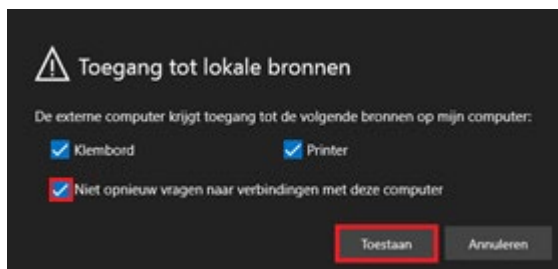 Toegang tot lokale bronnen
De externe computer krijgt toegang tot de volgende bronnen op mijn computer:
Klembord Printer
Niet opnieuw vragen naar verbindingen met deze computer
Toestaan Annuleren